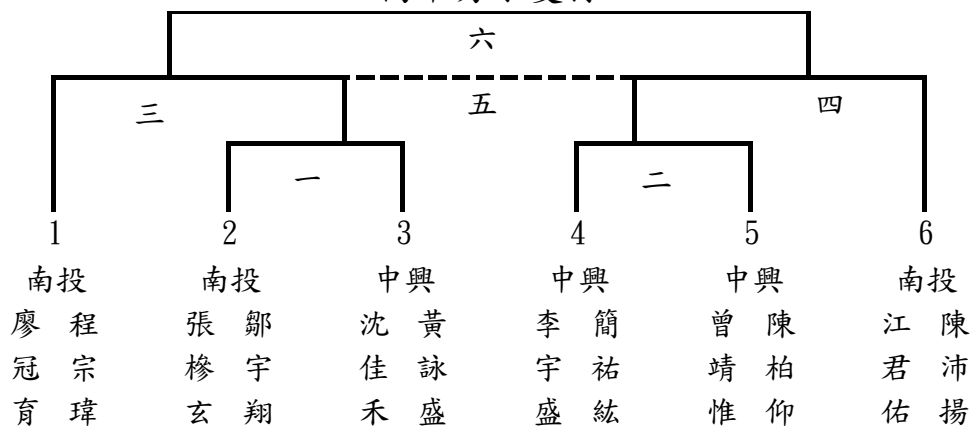 六
三 五 四
一 二
1 2 3 4 5 6
南投 南投 中興 中興 中興 南投
廖 程 張 鄒 沈 黃 李 簡 曾 陳 江 陳
冠 宗 槮 宇 佳 詠 宇 祐 靖 柏 君 沛
育 瑋 玄 翔 禾 盛 盛 紘 惟 仰 佑 揚